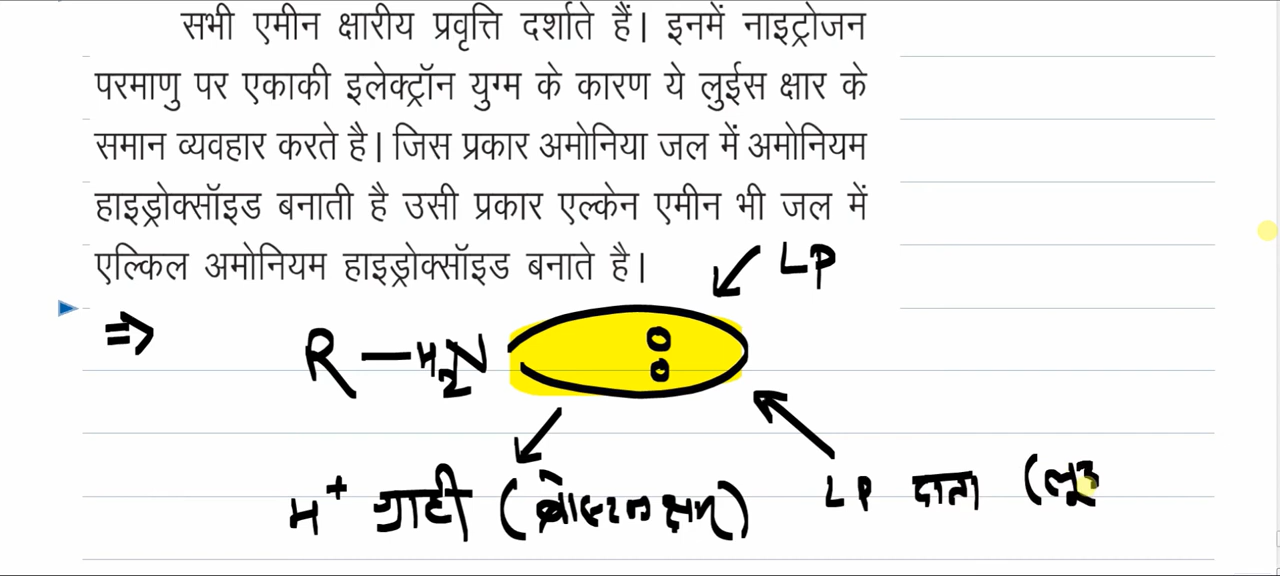 सभी एमीन क्षारीय प्रवृत्ति दर्शाते हैं। इनमें नाइट्रोजन
परमाणु पर एकाकी इलेक्ट्रॉन युग्म के कारण ये लुईस क्षार के
समान व्यवहार करते है। जिस प्रकार अमोनिया जल में अमोनियम
हाइड्रोक्सॉइड बनाती है उसी प्रकार एल्केन एमीन भी जल में
एल्किल अमोनियम हाइड्रोक्सॉइड बनाते है।
LP
⇒ R — H₂N
H⁺ ग्राही ( LP दाता (लूइ